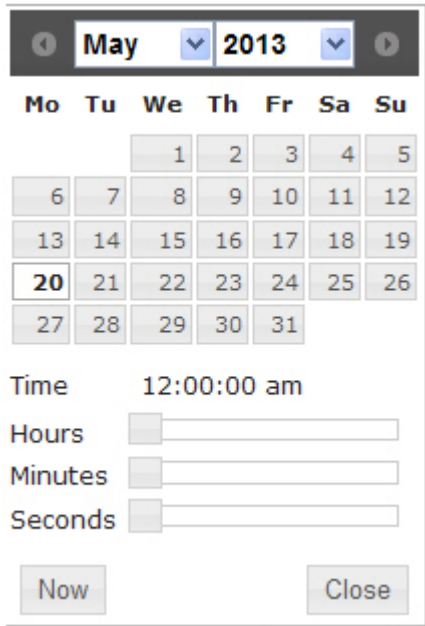 May 2013
Mo Tu We Th Fr Sa Su
1 2 3 4 5
6 7 8 9 10 11 12
13 14 15 16 17 18 19
20 21 22 23 24 25 26
27 28 29 30 31
Time 12:00:00 am
Hours
Minutes
Seconds
Now Close